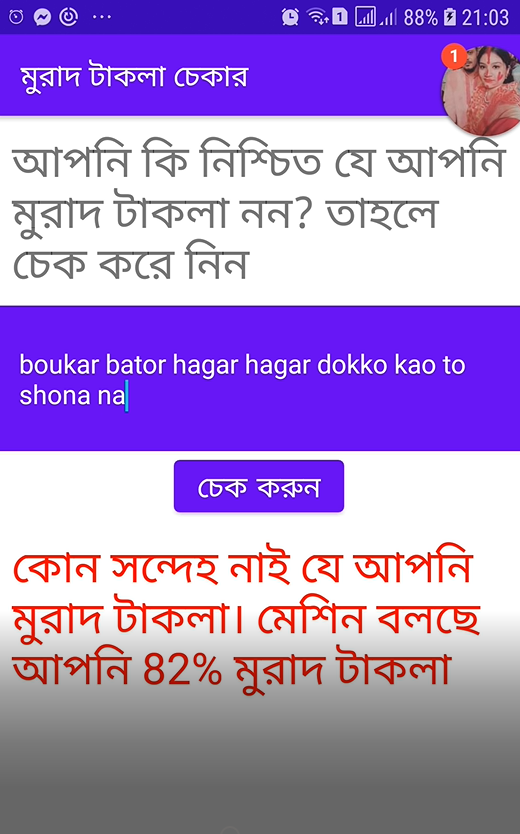 88% 21:03
1
মুরাদ টাকলা চেকার
1
আপনি কি নিশ্চিত যে আপনি
মুরাদ টাকলা নন? তাহলে
চেক করে নিন
boukar bator hagar hagar dokko kao to
shona na
চেক করুন
কোন সন্দেহ নাই যে আপনি
মুরাদ টাকলা। মেশিন বলছে
আপনি 82% মুরাদ টাকলা